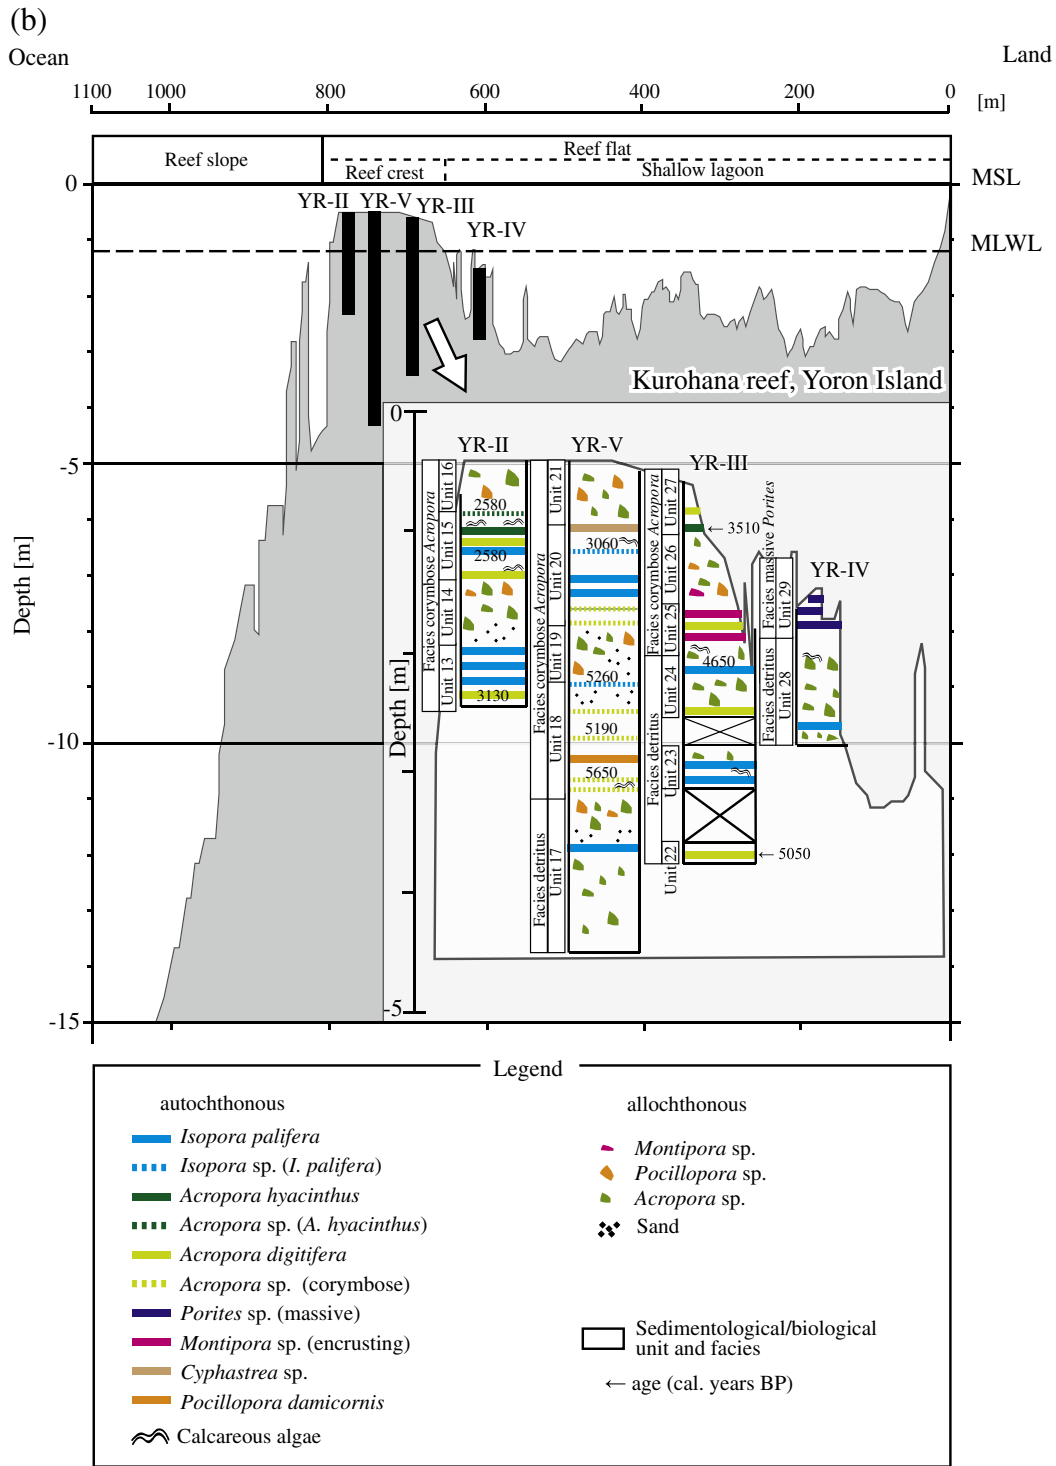 (b)
Ocean
Land
1100 1000 800 600 400 200 0 [m]
Reef slope
Reef flat
Reef crest
Shallow lagoon
0
MSL
YR-II YR-V YR-III
YR-IV
MLWL
Kurohana reef, Yoron Island
Depth [m]
-5
-10
-15
0
Depth [m]
-5
YR-II
YR-V
YR-III
YR-IV
Facies corymbose Acropora
Unit 16
Unit 15
Unit 14
Unit 13
2580
2580
3130
Facies corymbose Acropora
Facies detritus
Unit 21
Unit 20
Unit 19
Unit 18
Unit 17
3060
5260
5190
5650
Facies corymbose Acropora
Facies detritus
Unit 27
Unit 26
Unit 25
Unit 24
Unit 23
Unit 22
← 3510
4650
← 5050
Facies massive Porites
Facies detritus
Unit 29
Unit 28
Legend
autochthonous
Isopora palifera
Isopora sp. (I. palifera)
Acropora hyacinthus
Acropora sp. (A. hyacinthus)
Acropora digitifera
Acropora sp. (corymbose)
Porites sp. (massive)
Montipora sp. (encrusting)
Cyphastrea sp.
Pocillopora damicornis
Calcareous algae
allochthonous
Montipora sp.
Pocillopora sp.
Acropora sp.
Sand
Sedimentological/biological
unit and facies
← age (cal. years BP)